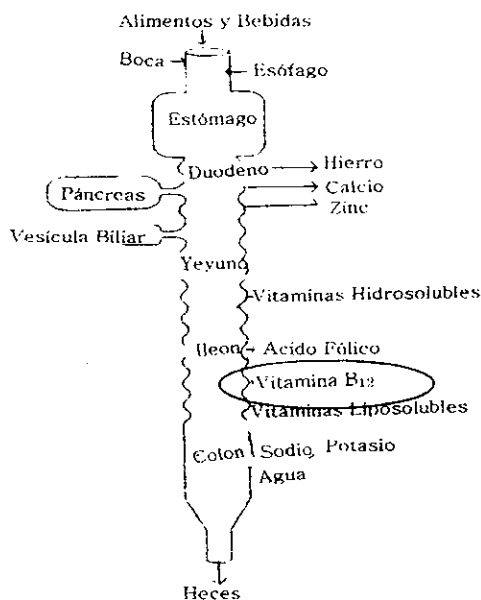 Alimentos y Bebidas
Boca
Esófago
Estómago
Duodeno
Hierro
Calcio
Páncreas
Zinc
Vesícula Biliar
Yeyuno
Vitaminas Hidrosolubles
Ileon
Acido Fólico
Vitamina B12
Vitaminas Liposolubles
Colon
Sodio, Potasio
Agua
Heces